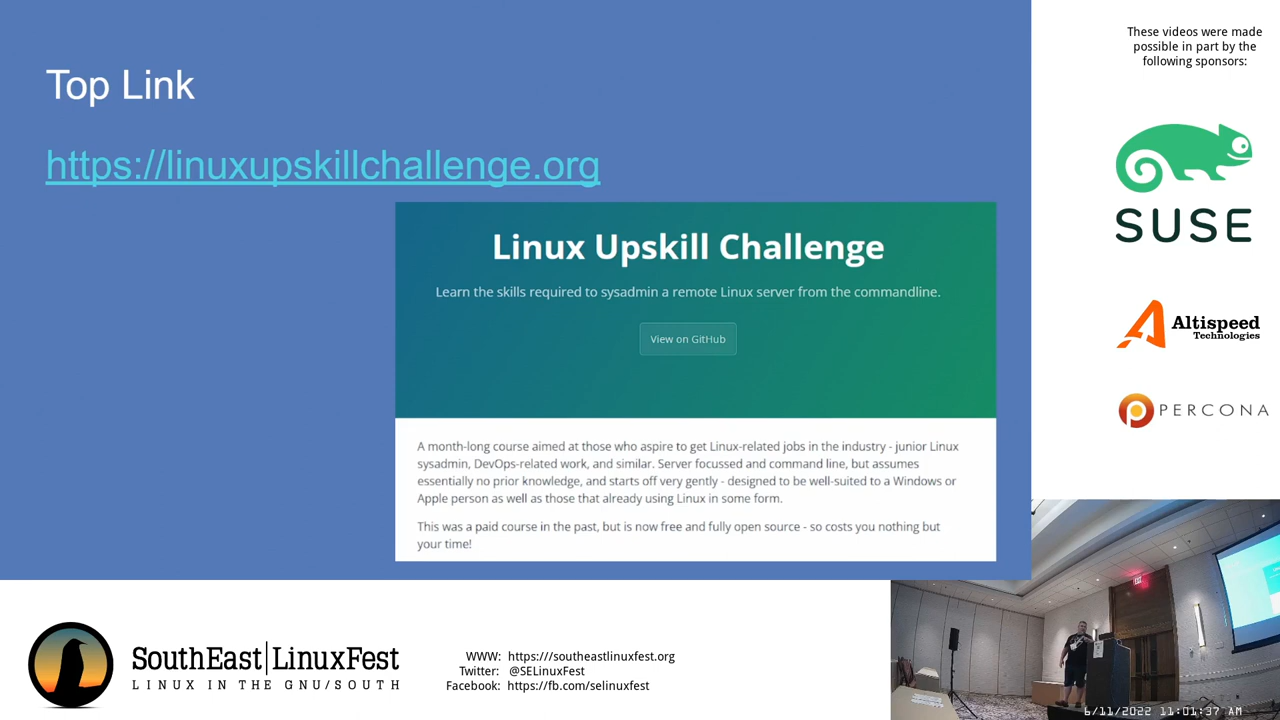 Top Link
https://linuxupskillchallenge.org
Linux Upskill Challenge
Learn the skills required to sysadmin a remote Linux server from the commandline.
View on GitHub
A month-long course aimed at those who aspire to get Linux-related jobs in the industry - junior Linux
sysadmin, DevOps-related work, and similar. Server focussed and command line, but assumes
essentially no prior knowledge, and starts off very gently - designed to be well-suited to a Windows or
Apple person as well as those that already using Linux in some form.
This was a paid course in the past, but is now free and fully open source - so costs you nothing but
your time!
These videos were made
possible in part by the
following sponsors:
SUSE
Altispeed
Technologies
PERCONA
SouthEast|LinuxFest
LINUX IN THE GNU/SOUTH
WWW: https:///southeastlinuxfest.org
Twitter: @SELinuxFest
Facebook: https://fb.com/selinuxfest
6/11/2022 11:01:37 AM